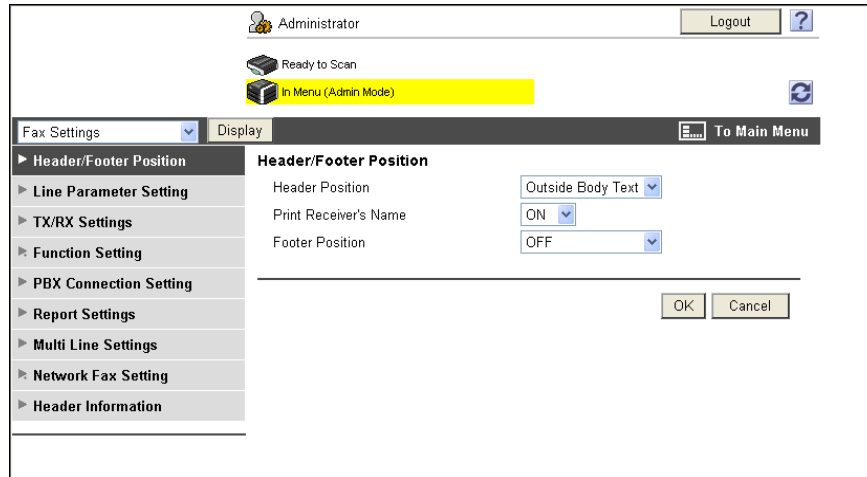 Administrator
Logout
?
Ready to Scan
In Menu (Admin Mode)
Fax Settings
Display
To Main Menu
Header/Footer Position
Line Parameter Setting
TX/RX Settings
Function Setting
PBX Connection Setting
Report Settings
Multi Line Settings
Network Fax Setting
Header Information
Header/Footer Position
Header Position Outside Body Text
Print Receiver's Name ON
Footer Position OFF
OK Cancel